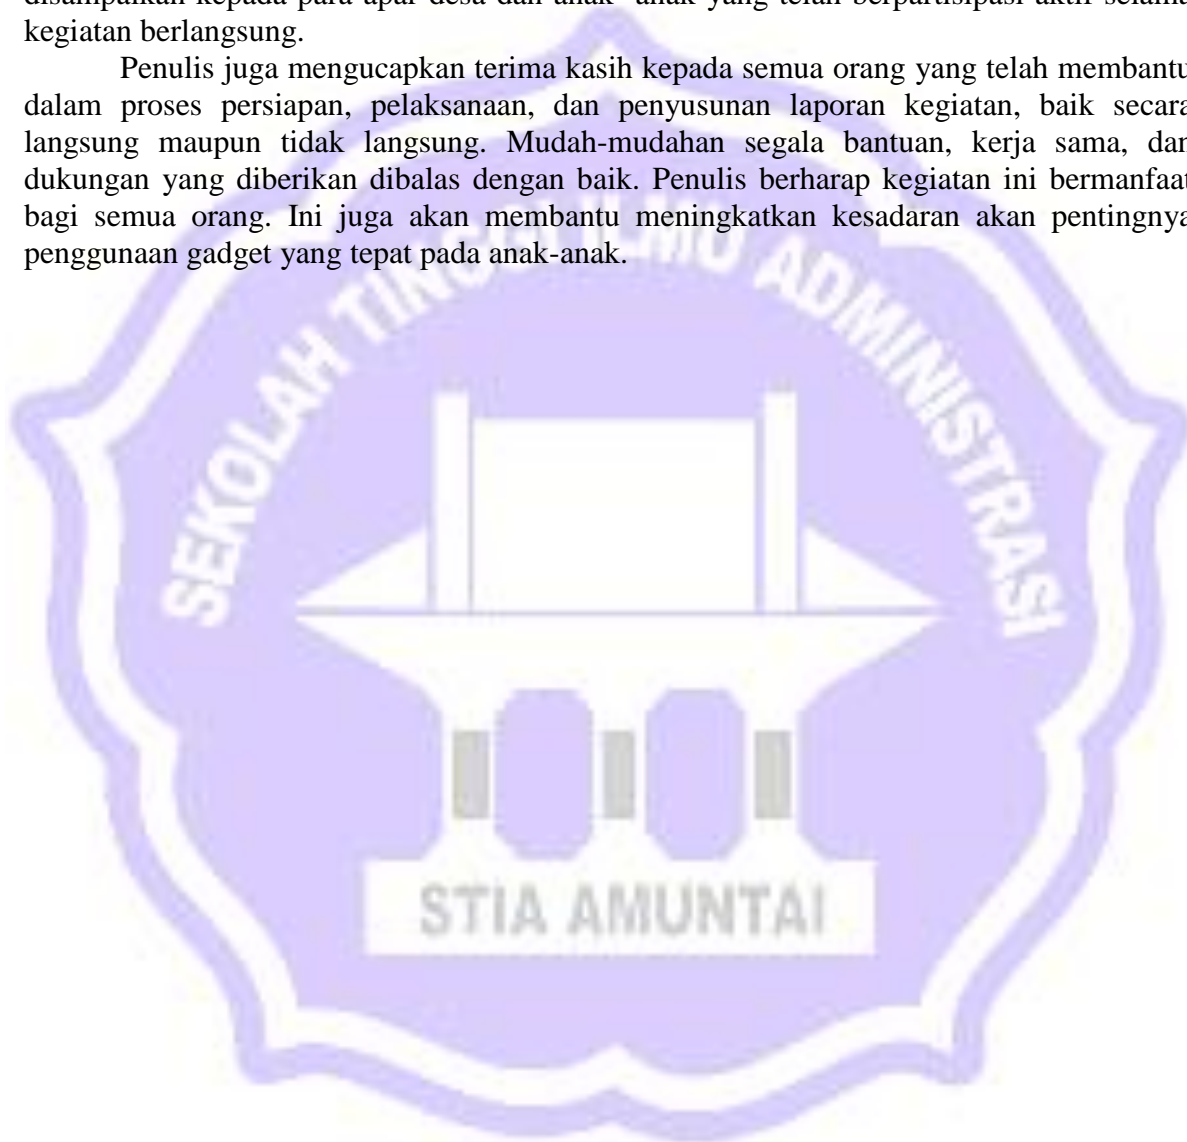 disampaikan kepada para apar desa dan anak- anak yang telah berpartisipasi aktif selama
kegiatan berlangsung.
Penulis juga mengucapkan terima kasih kepada semua orang yang telah membantu
dalam proses persiapan, pelaksanaan, dan penyusunan laporan kegiatan, baik secara
langsung maupun tidak langsung. Mudah-mudahan segala bantuan, kerja sama, dan
dukungan yang diberikan dibalas dengan baik. Penulis berharap kegiatan ini bermanfaat
bagi semua orang. Ini juga akan membantu meningkatkan kesadaran akan pentingnya
penggunaan gadget yang tepat pada anak-anak.
SEKOLAH TINGGI ILMU ADMINISTRASI
STIA AMUNTAI